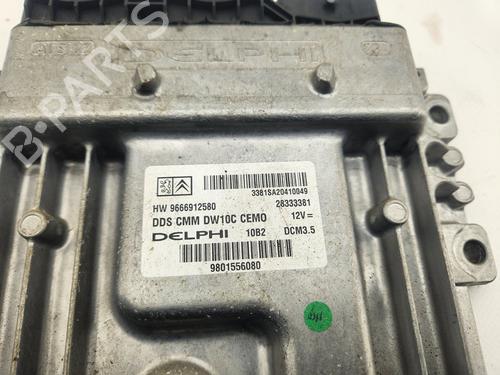 DELPHI
3381SA20410049
HW 9666912580
28333381
DDS CMM DW10C CEMO
12V=
DELPHI
10B2
DCM3.5
9801556080
B-PARTS